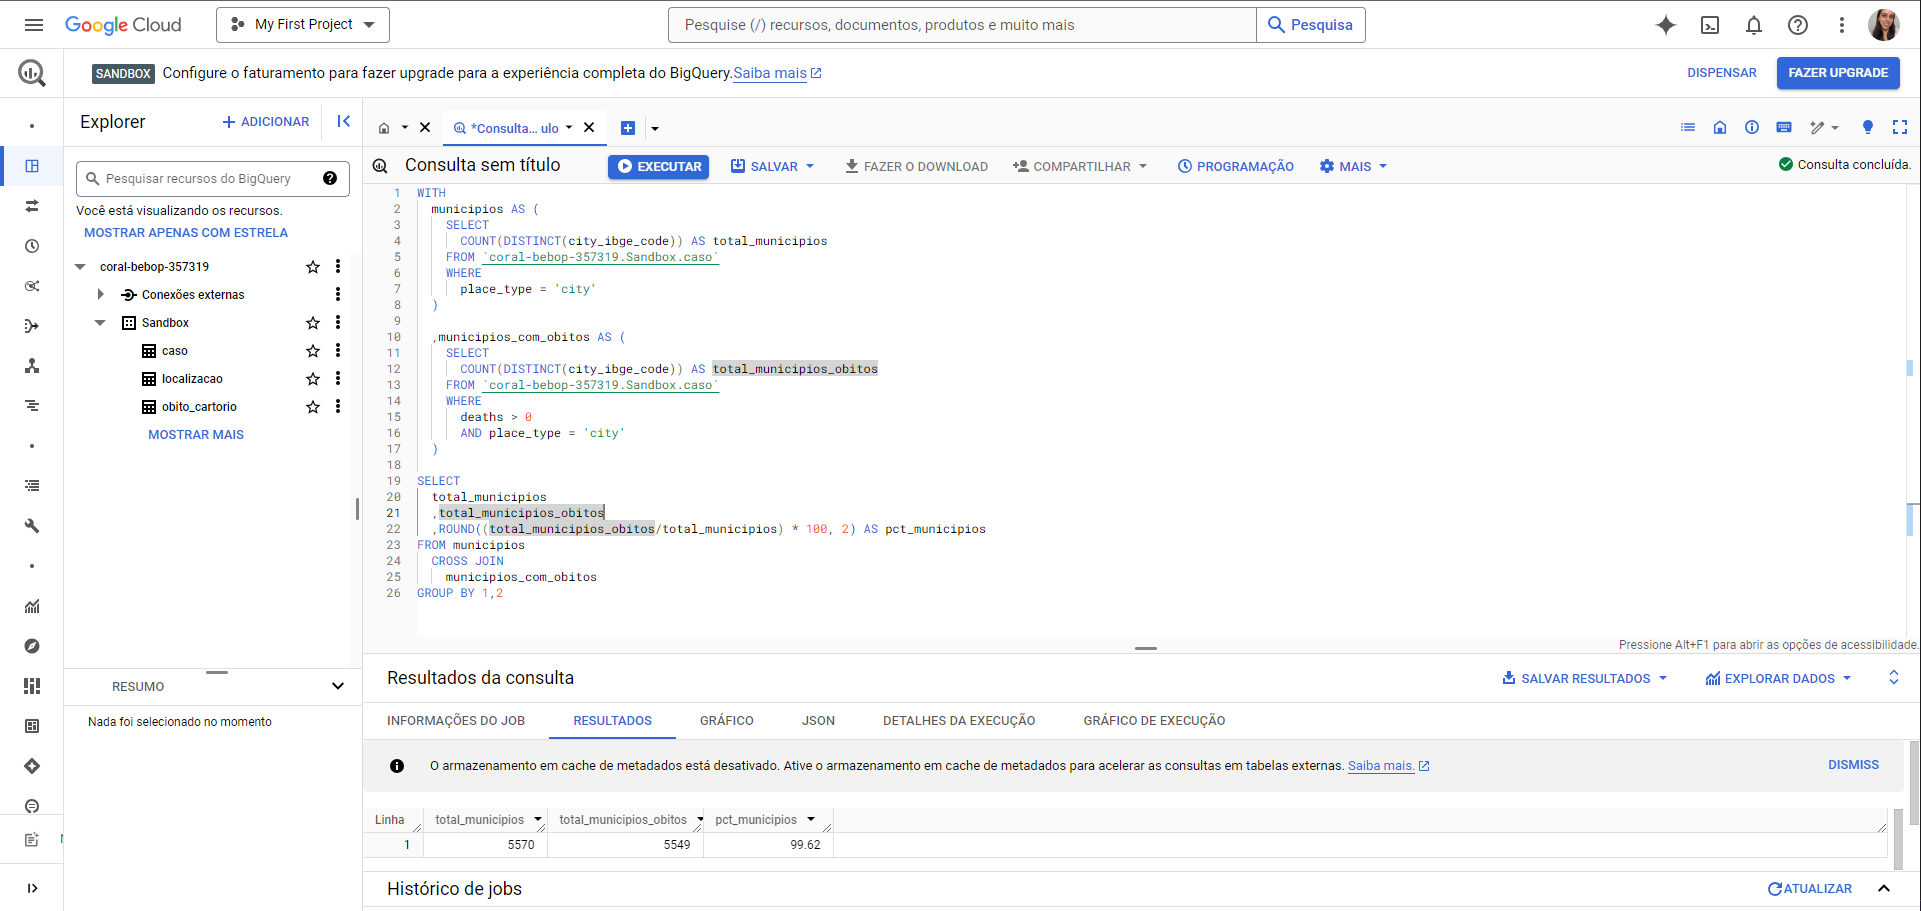 Google Cloud
My First Project
Pesquise (/) recursos, documentos, produtos e muito mais
Pesquisa
SANDBOX
Configure o faturamento para fazer upgrade para a experiência completa do BigQuery. Saiba mais
DISPENSAR
FAZER UPGRADE
Explorer
ADICIONAR
*Consulta... ulo
Pesquisar recursos do BigQuery
Consulta sem título
EXECUTAR
SALVAR
FAZER O DOWNLOAD
COMPARTILHAR
PROGRAMAÇÃO
MAIS
Consulta concluída.
Você está visualizando os recursos.
MOSTRAR APENAS COM ESTRELA
coral-bebop-357319
Conexões externas
Sandbox
caso
localizacao
obito_cartorio
MOSTRAR MAIS
RESUMO
Nada foi selecionado no momento
1 WITH
2 municipios AS (
3 SELECT
4 COUNT(DISTINCT(city_ibge_code)) AS total_municipios
5 FROM `coral-bebop-357319.Sandbox.caso`
6 WHERE
7 place_type = 'city'
8 )
9
10 ,municipios_com_obitos AS (
11 SELECT
12 COUNT(DISTINCT(city_ibge_code)) AS total_municipios_obitos
13 FROM `coral-bebop-357319.Sandbox.caso`
14 WHERE
15 deaths > 0
16 AND place_type = 'city'
17 )
18
19 SELECT
20 total_municipios
21 ,total_municipios_obitos
22 ,ROUND((total_municipios_obitos/total_municipios) * 100, 2) AS pct_municipios
23 FROM municipios
24 CROSS JOIN
25 municipios_com_obitos
26 GROUP BY 1,2
Pressione Alt+F1 para abrir as opções de acessibilidade.
Resultados da consulta
SALVAR RESULTADOS
EXPLORAR DADOS
INFORMAÇÕES DO JOB
RESULTADOS
GRÁFICO
JSON
DETALHES DA EXECUÇÃO
GRÁFICO DE EXECUÇÃO
O armazenamento em cache de metadados está desativado. Ative o armazenamento em cache de metadados para acelerar as consultas em tabelas externas. Saiba mais.
DISMISS
Linha total_municipios total_municipios_obitos pct_municipios
1 5570 5549 99.62
Histórico de jobs
ATUALIZAR